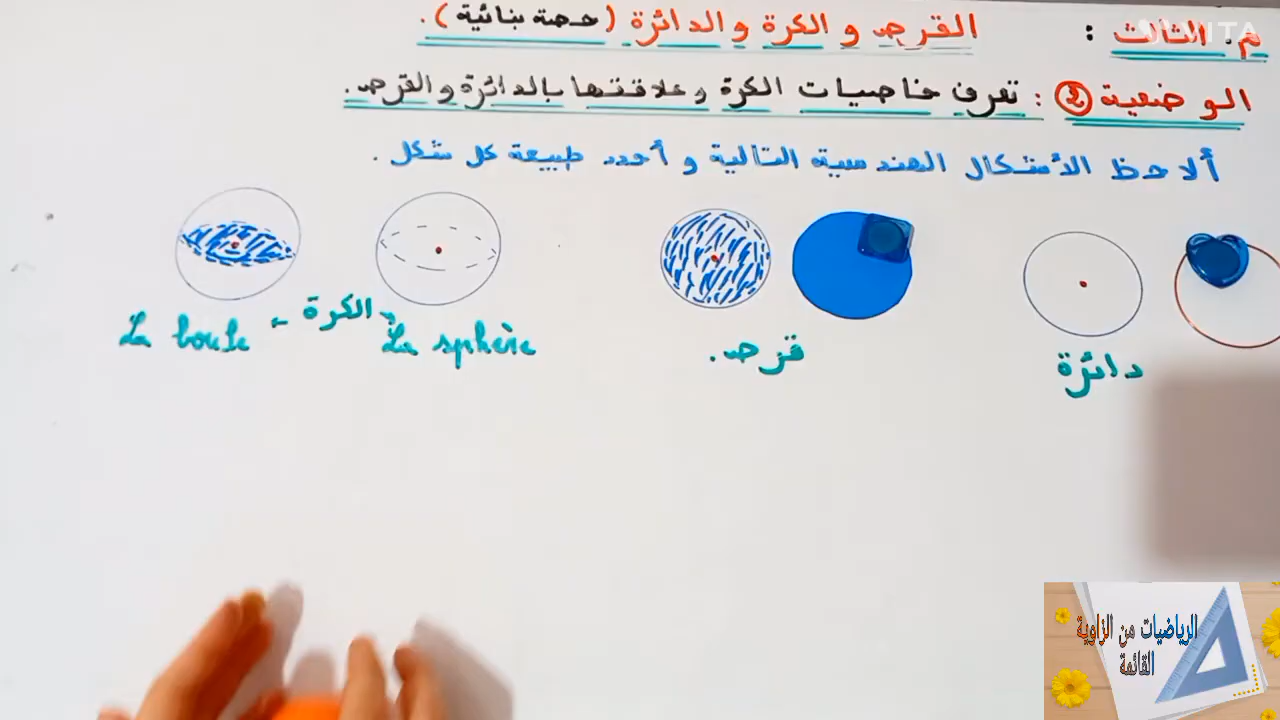 م. الثالث :
القرص و الكرة و الدائرة (حصة بنائية).
الوضعية ② : تعرف خاصيات الكرة وعلاقتها بالدائرة والقرص.
ألاحظ الأشكال الهندسية التالية و أحدد طبيعة كل شكل.
دائرة
قرص.
الكرة
La sphère
La boule
الرياضيات من الزاوية
القائمة
VITA